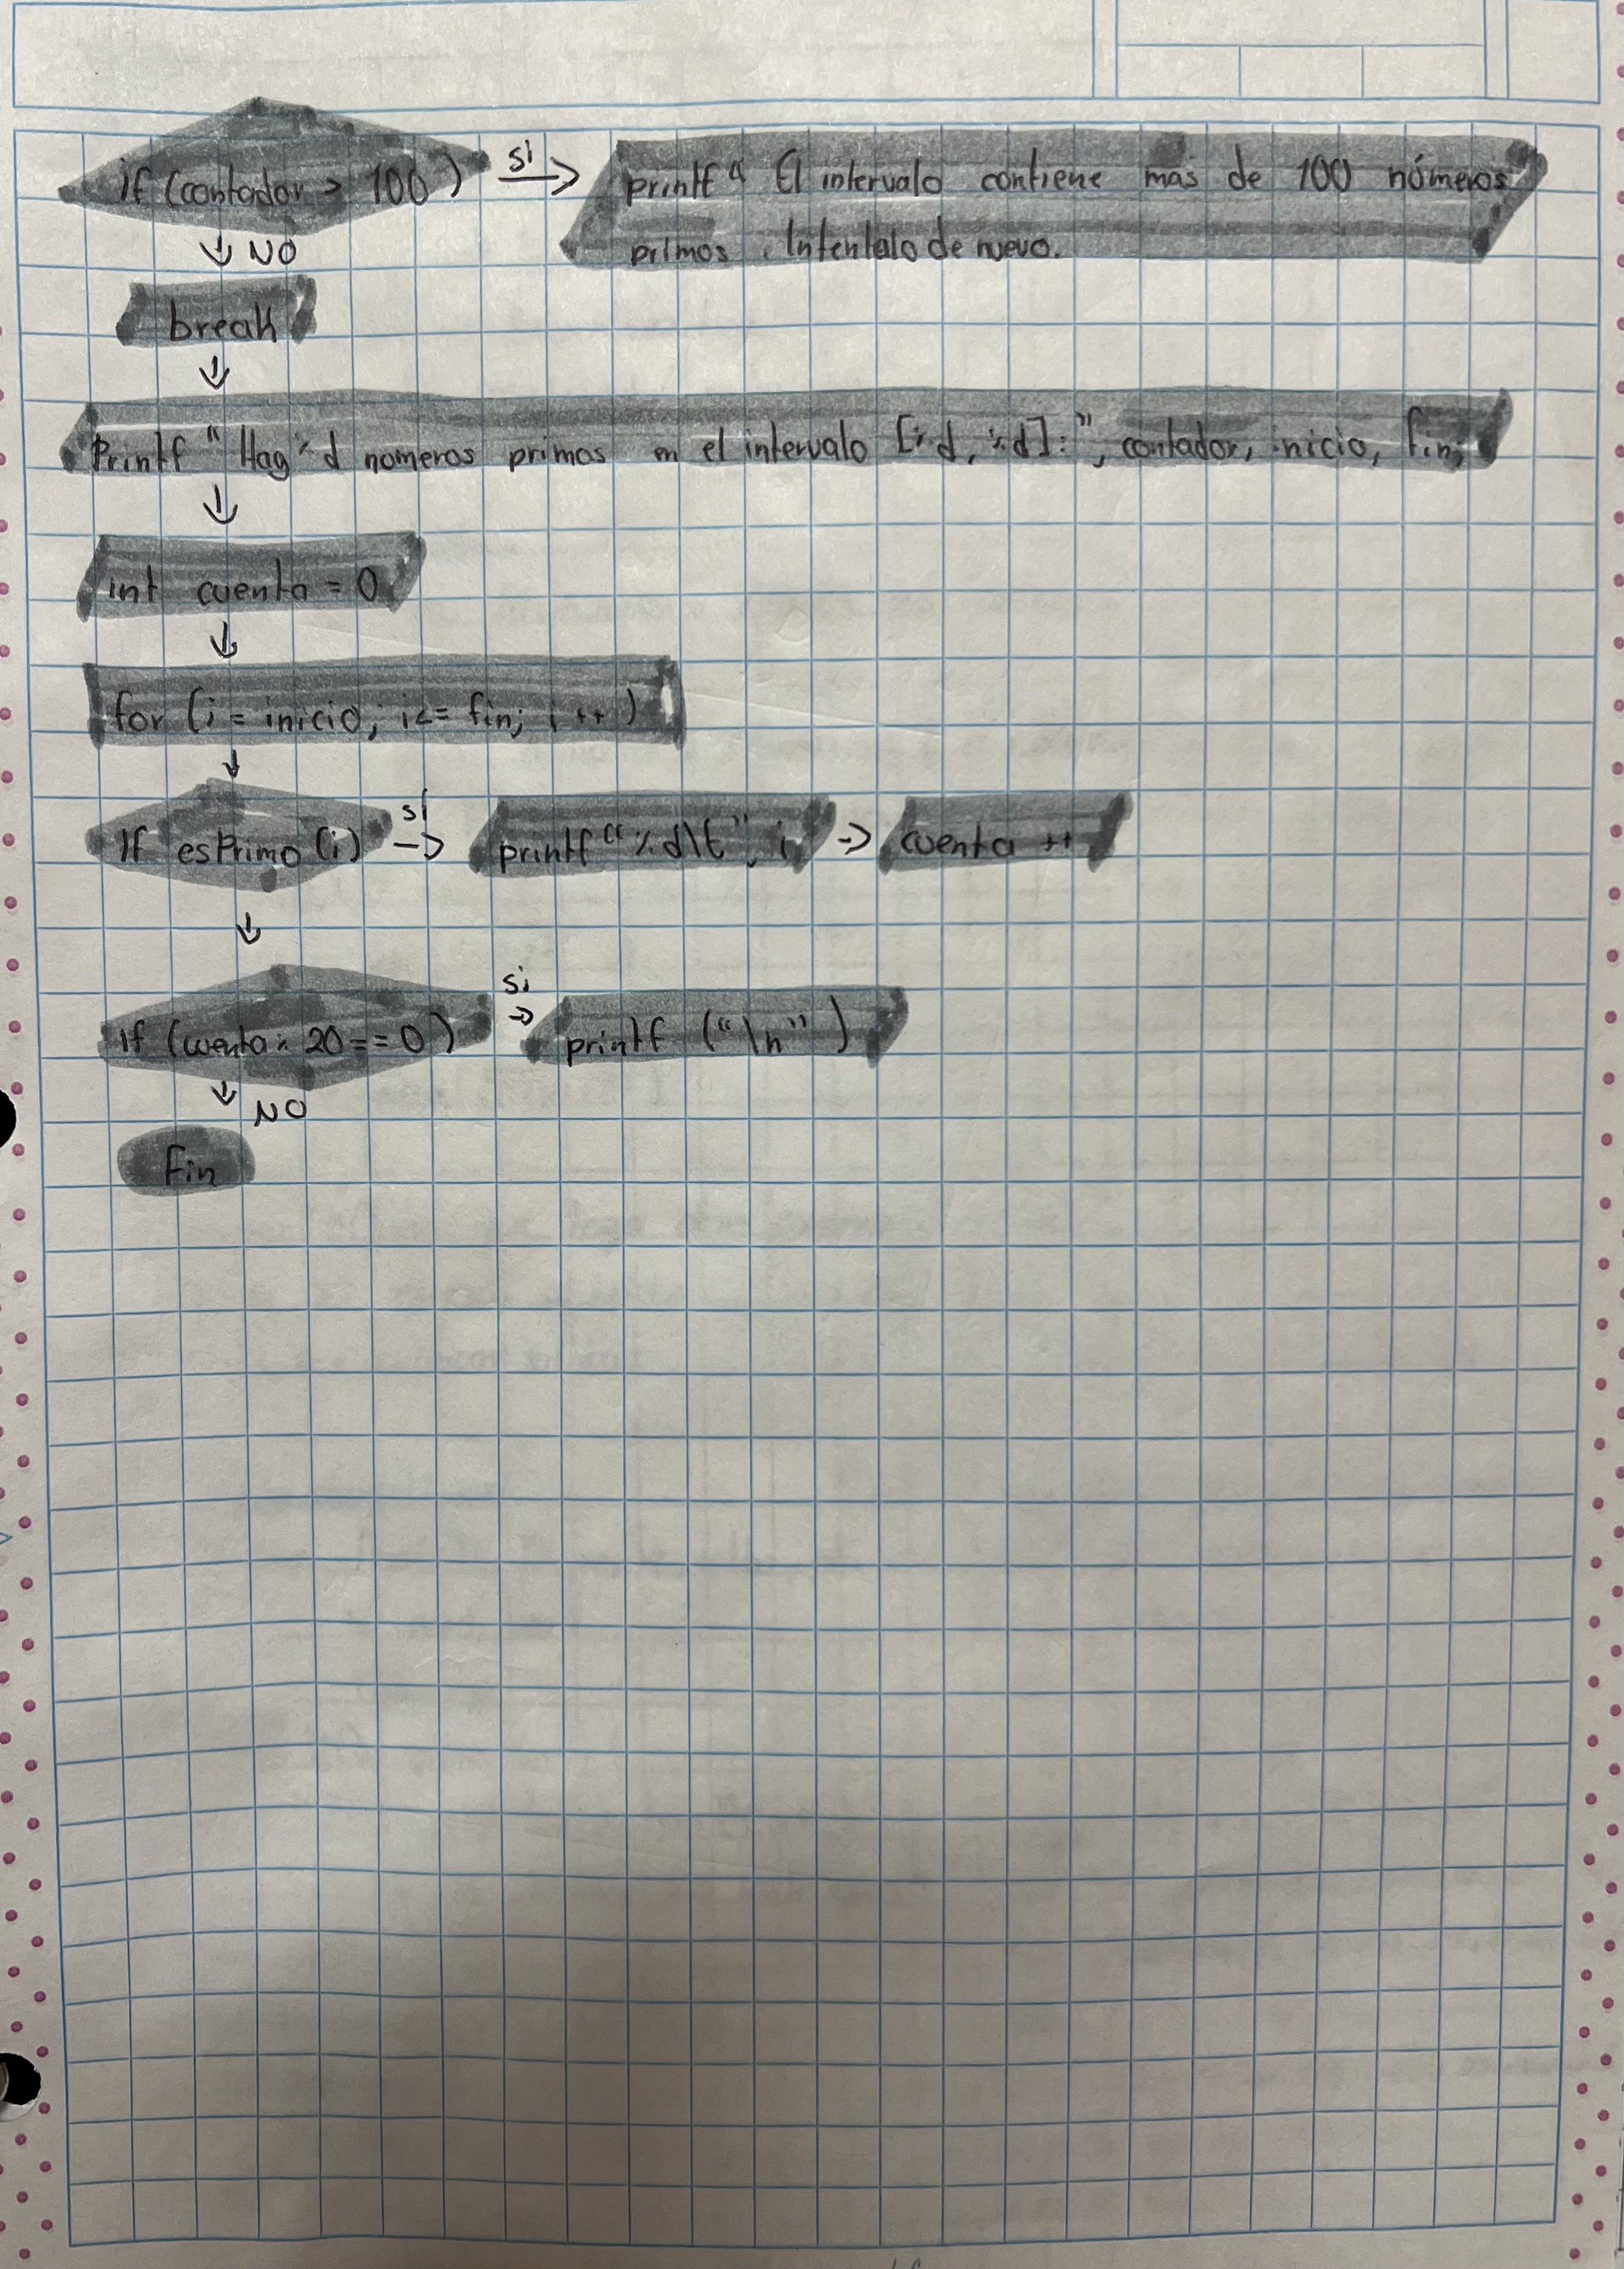 if (contador > 100) si printf “ El intervalo contiene mas de 100 números
primos . Intentalo de nuevo.
NO
break
Printf “ Hay %d numeros primos en el intervalo [%d, %d]:”, contador, inicio, fin;
int cuenta = 0
for (i = inicio; i<= fin; i ++ )
si
If esPrimo (i) printf “%d\t”, i cuenta ++
si
if (cuenta % 20 == 0) printf (“\n” )
NO
Fin